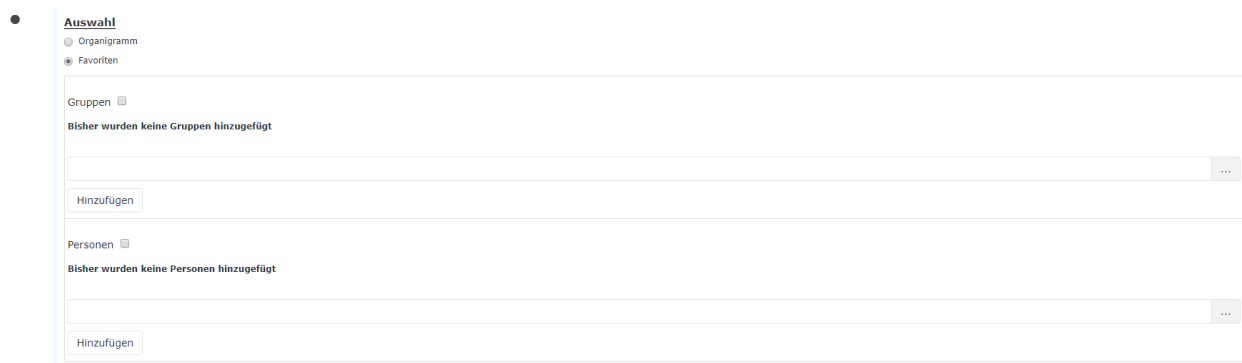 Auswahl
Organigramm
Favoriten
Gruppen
Bisher wurden keine Gruppen hinzugefügt
...
Hinzufügen
Personen
Bisher wurden keine Personen hinzugefügt
...
Hinzufügen